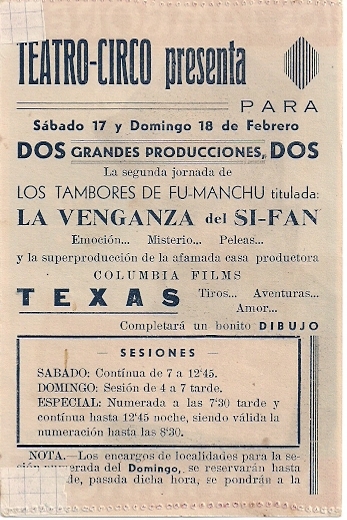 TEATRO-CIRCO presenta
PARA
Sábado 17 y Domingo 18 de Febrero
DOS GRANDES PRODUCCIONES, DOS
La segunda jornada de
LOS TAMBORES DE FU-MANCHU titulada:
LA VENGANZA del SI-FAN
Emoción... Misterio... Peleas...
y la superproducción de la afamada casa productora
COLUMBIA FILMS
TEXAS Tiros... Aventuras...
Amor...
Completará un bonito DIBUJO
— SESIONES —
SABADO: Contínua de 7 a 12'45.
DOMINGO: Sesión de 4 a 7 tarde.
ESPECIAL: Numerada a las 7'30 tarde y
contínua hasta 12'45 noche, siendo válida la
numeración hasta las 8'30.
NOTA.—Los encargos de localidades para la se-
sión numerada del Domingo, se reservarán hasta
de, pasada dicha hora, se pondrán a la